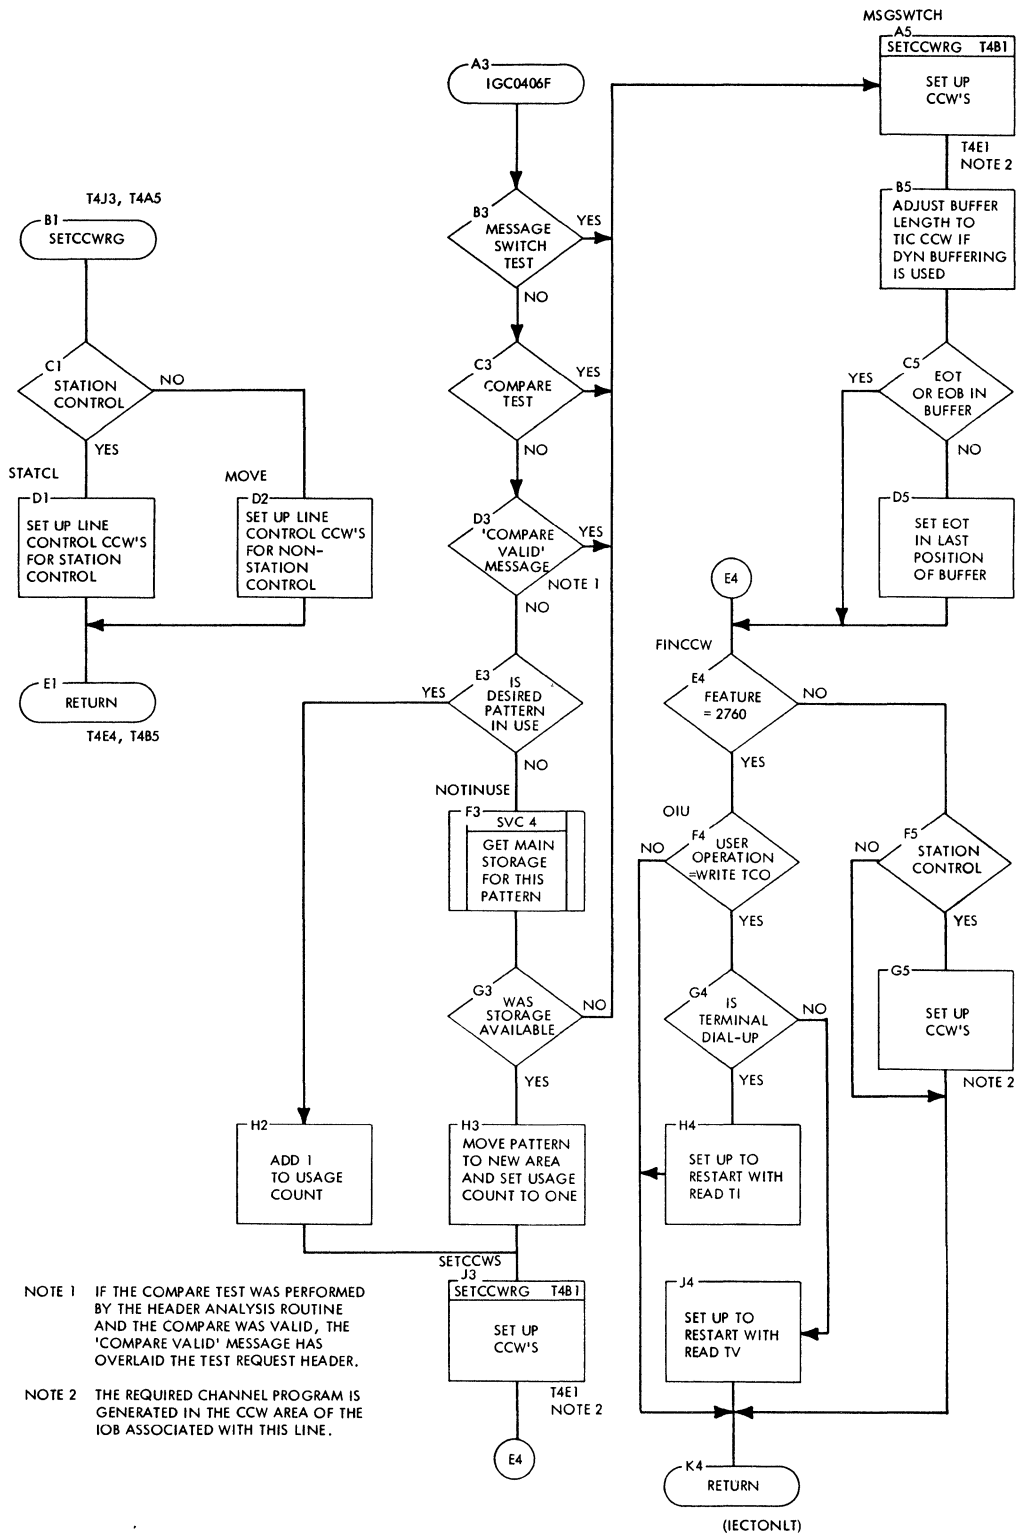 MSGSWTCH
A5
SETCCWRG T4B1
SET UP
CCW'S
T4E1
NOTE 2
A3
IGC0406F
B5
ADJUST BUFFER
LENGTH TO
TIC CCW IF
DYN BUFFERING
IS USED
T4J3, T4A5
B1
SETCCWRG
B3
MESSAGE
SWITCH
TEST
YES
NO
C1
STATION
CONTROL
NO
YES
C3
COMPARE
TEST
YES
NO
C5
EOT
OR EOB IN
BUFFER
YES
NO
STATCL
D1
SET UP LINE
CONTROL CCW'S
FOR STATION
CONTROL
MOVE
D2
SET UP LINE
CONTROL CCW'S
FOR NON-
STATION
CONTROL
D3
'COMPARE
VALID'
MESSAGE
YES
NOTE 1
NO
D5
SET EOT
IN LAST
POSITION
OF BUFFER
E4
E1
RETURN
T4E4, T4B5
E3
IS
DESIRED
PATTERN
IN USE
YES
NO
FINCCW
E4
FEATURE
= 2760
NO
YES
NOTINUSE
F3
SVC 4
GET MAIN
STORAGE
FOR THIS
PATTERN
OIU
F4
USER
OPERATION
=WRITE TCO
NO
YES
F5
STATION
CONTROL
NO
YES
G3
WAS
STORAGE
AVAILABLE
NO
YES
G4
IS
TERMINAL
DIAL-UP
NO
YES
G5
SET UP
CCW'S
NOTE 2
H2
ADD 1
TO USAGE
COUNT
H3
MOVE PATTERN
TO NEW AREA
AND SET USAGE
COUNT TO ONE
H4
SET UP TO
RESTART WITH
READ TI
SETCCWS
J3
SETCCWRG T4B1
SET UP
CCW'S
T4E1
NOTE 2
J4
SET UP TO
RESTART WITH
READ TV
NOTE 1 IF THE COMPARE TEST WAS PERFORMED
BY THE HEADER ANALYSIS ROUTINE
AND THE COMPARE WAS VALID, THE
'COMPARE VALID' MESSAGE HAS
OVERLAID THE TEST REQUEST HEADER.
NOTE 2 THE REQUIRED CHANNEL PROGRAM IS
GENERATED IN THE CCW AREA OF THE
IOB ASSOCIATED WITH THIS LINE.
E4
K4
RETURN
(IECTONLT)